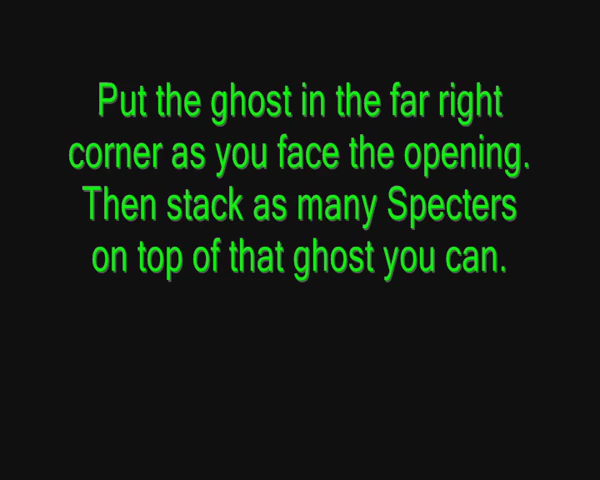 Put the ghost in the far right
corner as you face the opening.
Then stack as many Specters
on top of that ghost you can.